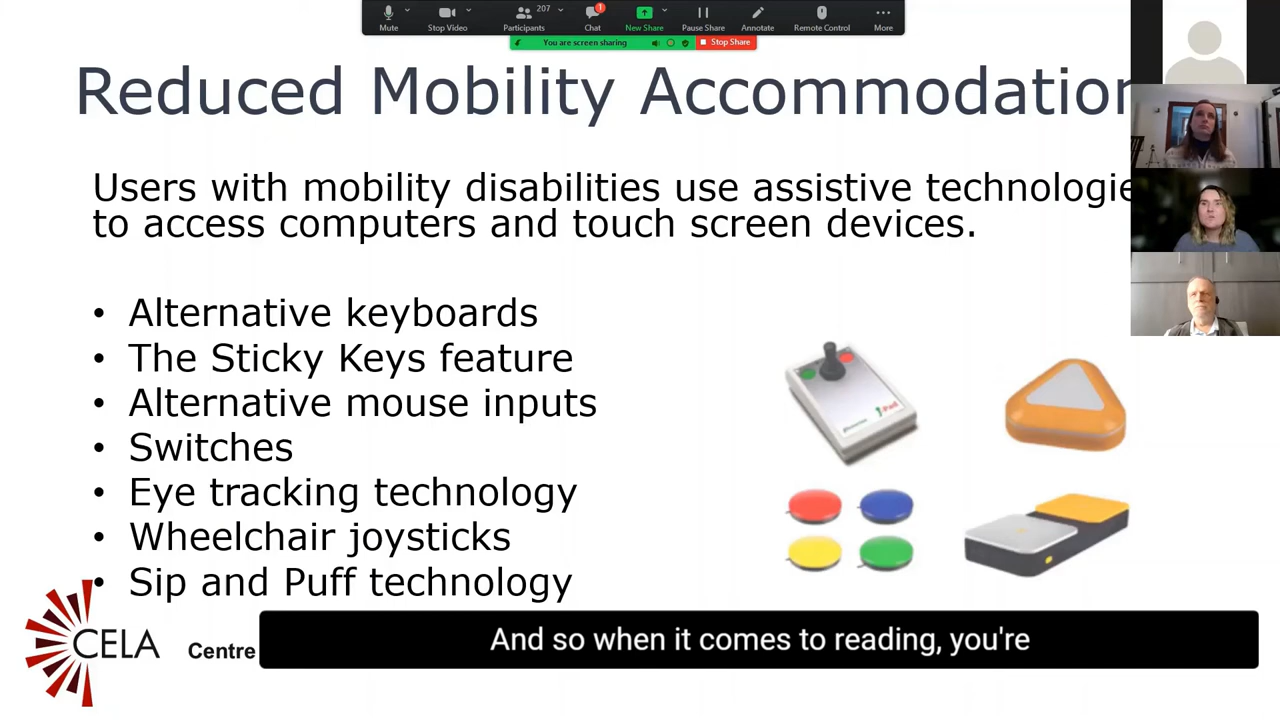 207
1
Mute
Stop Video
Participants
Chat
New Share
Pause Share
Annotate
Remote Control
More
You are screen sharing
Stop Share
Reduced Mobility Accommodation
Users with mobility disabilities use assistive technologie
to access computers and touch screen devices.
• Alternative keyboards
• The Sticky Keys feature
• Alternative mouse inputs
• Switches
• Eye tracking technology
• Wheelchair joysticks
• Sip and Puff technology
CELA
Centre
And so when it comes to reading, you're